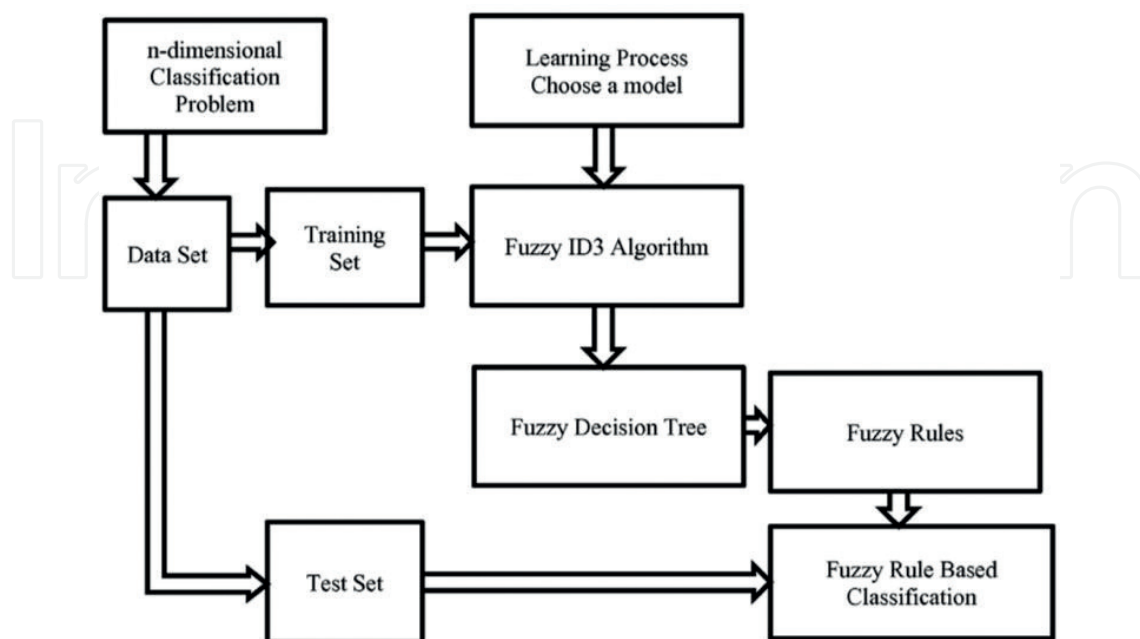 n-dimensional
Classification
Problem
Learning Process
Choose a model
Data Set
Training
Set
Fuzzy ID3 Algorithm
Fuzzy Decision Tree
Fuzzy Rules
Test Set
Fuzzy Rule Based
Classification